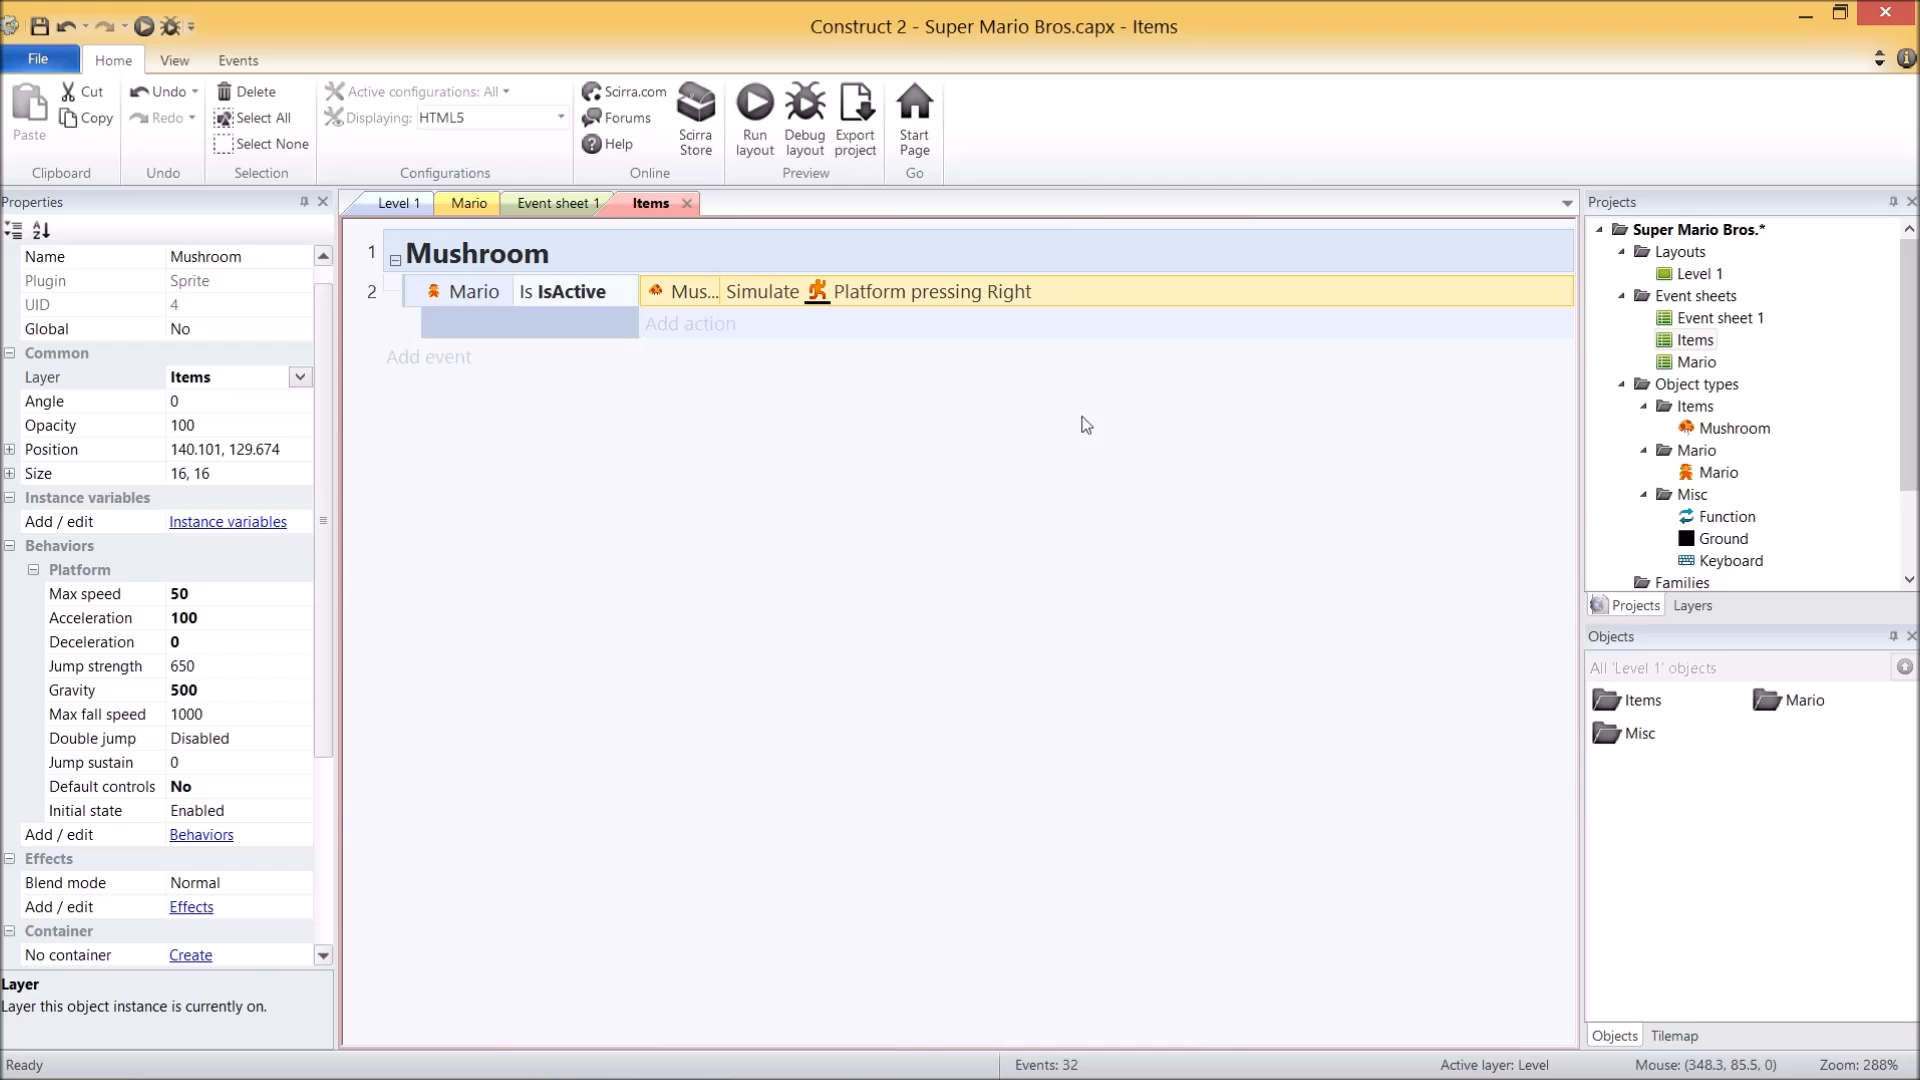 Construct 2 - Super Mario Bros.capx - Items
File
Home
View
Events
Paste
Cut
Copy
Clipboard
Undo
Redo
Undo
Delete
Select All
Select None
Selection
Active configurations: All
Displaying: HTML5
Configurations
Scirra.com
Forums
Help
Scirra
Store
Online
Run
layout
Debug
layout
Export
project
Preview
Start
Page
Go
Properties
Name Mushroom
Plugin Sprite
UID 4
Global No
Common
Layer Items
Angle 0
Opacity 100
Position 140.101, 129.674
Size 16, 16
Instance variables
Add / edit Instance variables
Behaviors
Platform
Max speed 50
Acceleration 100
Deceleration 0
Jump strength 650
Gravity 500
Max fall speed 1000
Double jump Disabled
Jump sustain 0
Default controls No
Initial state Enabled
Add / edit Behaviors
Effects
Blend mode Normal
Add / edit Effects
Container
No container Create
Layer
Layer this object instance is currently on.
Level 1
Mario
Event sheet 1
Items
1 Mushroom
2 Mario Is IsActive Mus... Simulate Platform pressing Right
Add action
Add event
Projects
Super Mario Bros.*
Layouts
Level 1
Event sheets
Event sheet 1
Items
Mario
Object types
Items
Mushroom
Mario
Mario
Misc
Function
Ground
Keyboard
Families
Projects Layers
Objects
All 'Level 1' objects
Items Mario
Misc
Objects Tilemap
Ready Events: 32 Active layer: Level Mouse: (348.3, 85.5, 0) Zoom: 288%